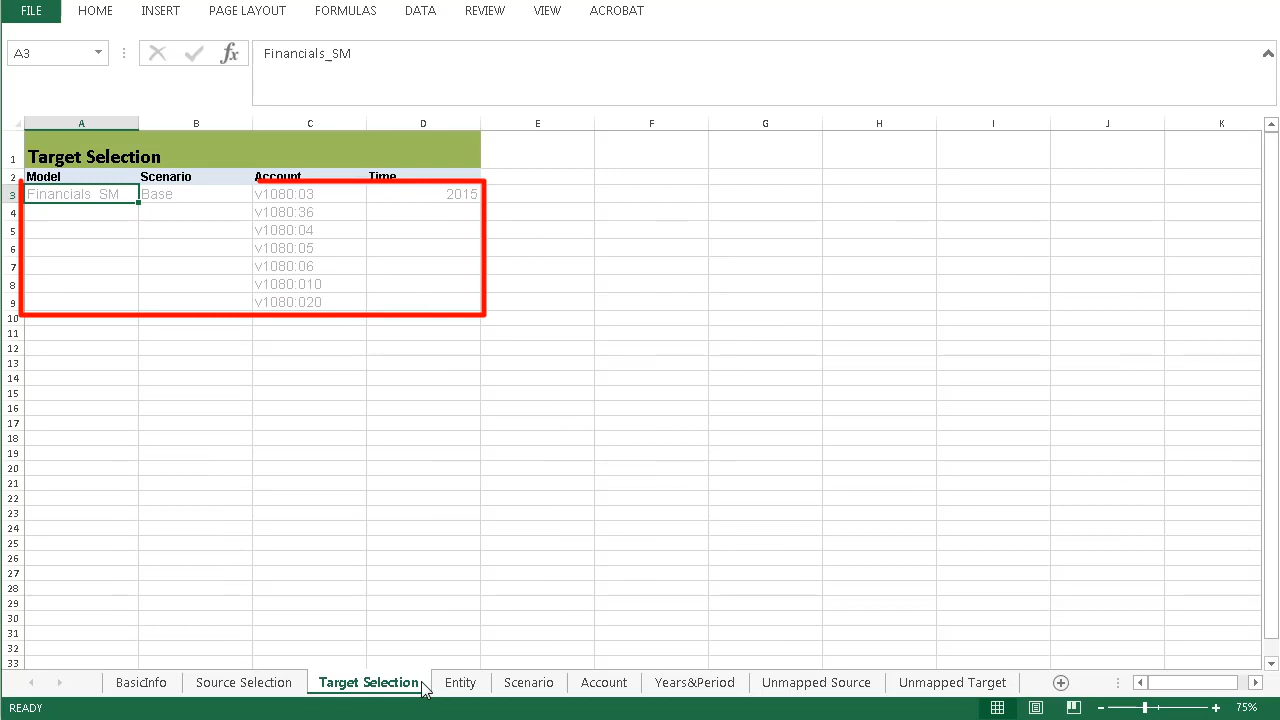 FILE HOME INSERT PAGE LAYOUT FORMULAS DATA REVIEW VIEW ACROBAT
A3 fx Financials_SM
A B C D E F G H I J K
1 Target Selection
2 Model Scenario Account Time
3 Financials_SM Base v1080:03 2015
4 v1080:36
5 v1080:04
6 v1080:05
7 v1080:06
8 v1080:010
9 v1080:020
10
11
12
13
14
15
16
17
18
19
20
21
22
23
24
25
26
27
28
29
30
31
32
33
BasicInfo Source Selection Target Selection Entity Scenario Account Years&Period Unmapped Source Unmapped Target
READY 75%